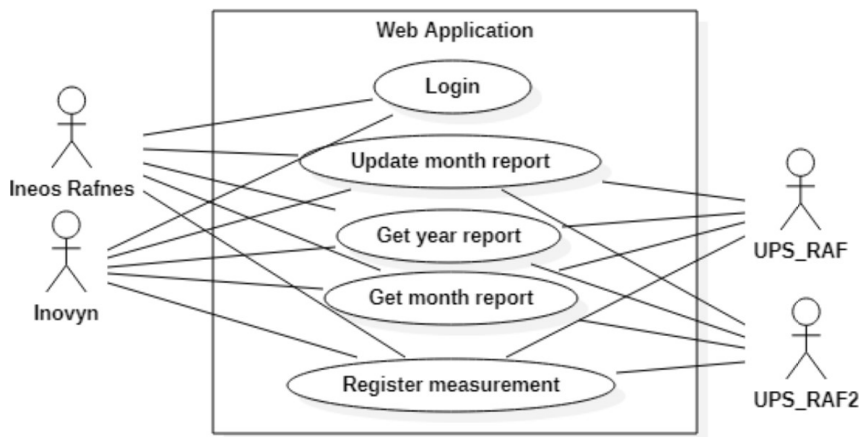 Web Application
Login
Update month report
Ineos Rafnes
Get year report
UPS_RAF
Get month report
Inovyn
Register measurement
UPS_RAF2